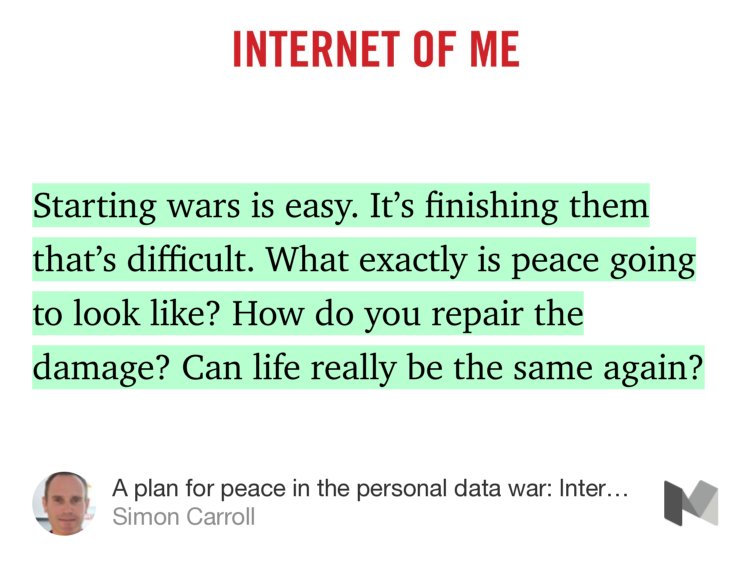 INTERNET OF ME
Starting wars is easy. It’s finishing them
that’s difficult. What exactly is peace going
to look like? How do you repair the
damage? Can life really be the same again?
A plan for peace in the personal data war: Inter…
Simon Carroll